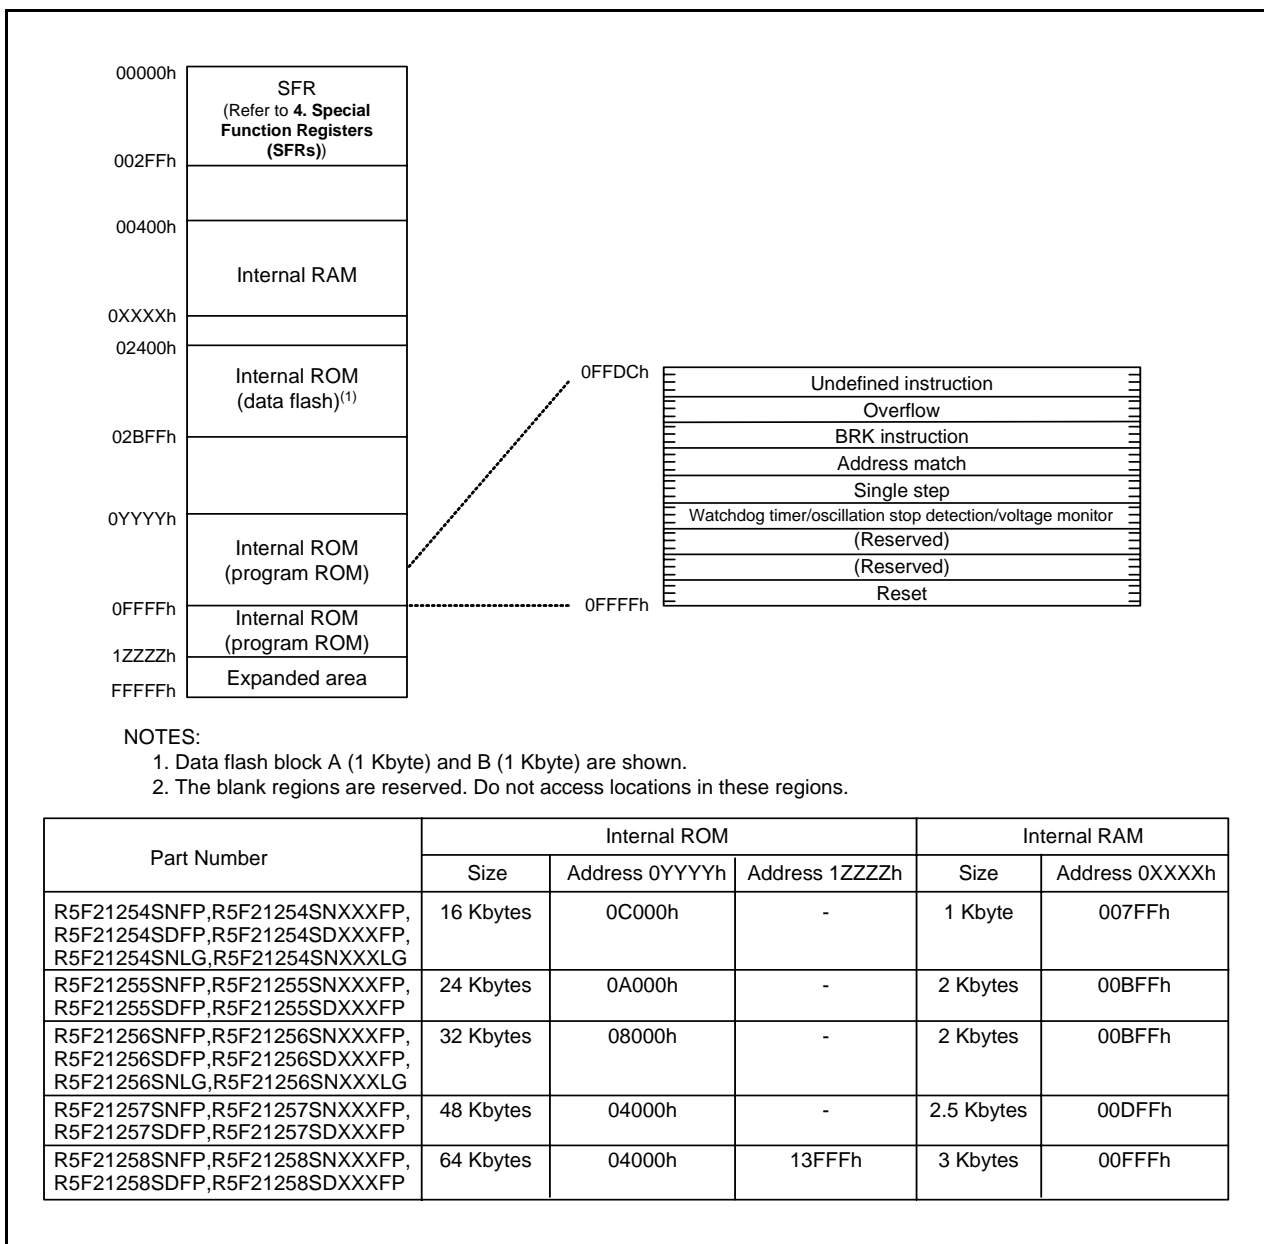 00000h
SFR
(Refer to 4. Special
Function Registers
(SFRs))
002FFh
00400h
Internal RAM
0XXXXh
02400h
Internal ROM
(data flash)(1)
02BFFh
0YYYYh
Internal ROM
(program ROM)
0FFFFh
Internal ROM
(program ROM)
1ZZZZh
Expanded area
FFFFFh
0FFDCh
Undefined instruction
Overflow
BRK instruction
Address match
Single step
Watchdog timer/oscillation stop detection/voltage monitor
(Reserved)
(Reserved)
Reset
0FFFFh
NOTES:
1. Data flash block A (1 Kbyte) and B (1 Kbyte) are shown.
2. The blank regions are reserved. Do not access locations in these regions.
Part Number Internal ROM Internal RAM
Size Address 0YYYYh Address 1ZZZZh Size Address 0XXXXh
R5F21254SNFP,R5F21254SNXXXFP, 16 Kbytes 0C000h - 1 Kbyte 007FFh
R5F21254SDFP,R5F21254SDXXXFP,
R5F21254SNLG,R5F21254SNXXXLG
R5F21255SNFP,R5F21255SNXXXFP, 24 Kbytes 0A000h - 2 Kbytes 00BFFh
R5F21255SDFP,R5F21255SDXXXFP
R5F21256SNFP,R5F21256SNXXXFP, 32 Kbytes 08000h - 2 Kbytes 00BFFh
R5F21256SDFP,R5F21256SDXXXFP,
R5F21256SNLG,R5F21256SNXXXLG
R5F21257SNFP,R5F21257SNXXXFP, 48 Kbytes 04000h - 2.5 Kbytes 00DFFh
R5F21257SDFP,R5F21257SDXXXFP
R5F21258SNFP,R5F21258SNXXXFP, 64 Kbytes 04000h 13FFFh 3 Kbytes 00FFFh
R5F21258SDFP,R5F21258SDXXXFP